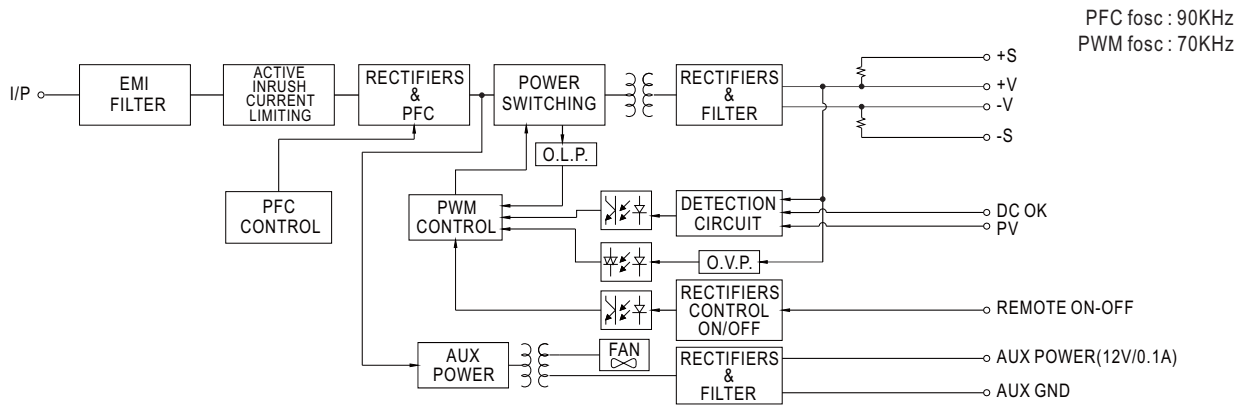 PFC fosc : 90KHz
PWM fosc : 70KHz
I/P
EMI
FILTER
ACTIVE
INRUSH
CURRENT
LIMITING
RECTIFIERS
&
PFC
POWER
SWITCHING
RECTIFIERS
&
FILTER
+S
+V
-V
-S
O.L.P.
PFC
CONTROL
PWM
CONTROL
DETECTION
CIRCUIT
DC OK
PV
O.V.P.
RECTIFIERS
CONTROL
ON/OFF
REMOTE ON-OFF
AUX
POWER
FAN
RECTIFIERS
&
FILTER
AUX POWER(12V/0.1A)
AUX GND